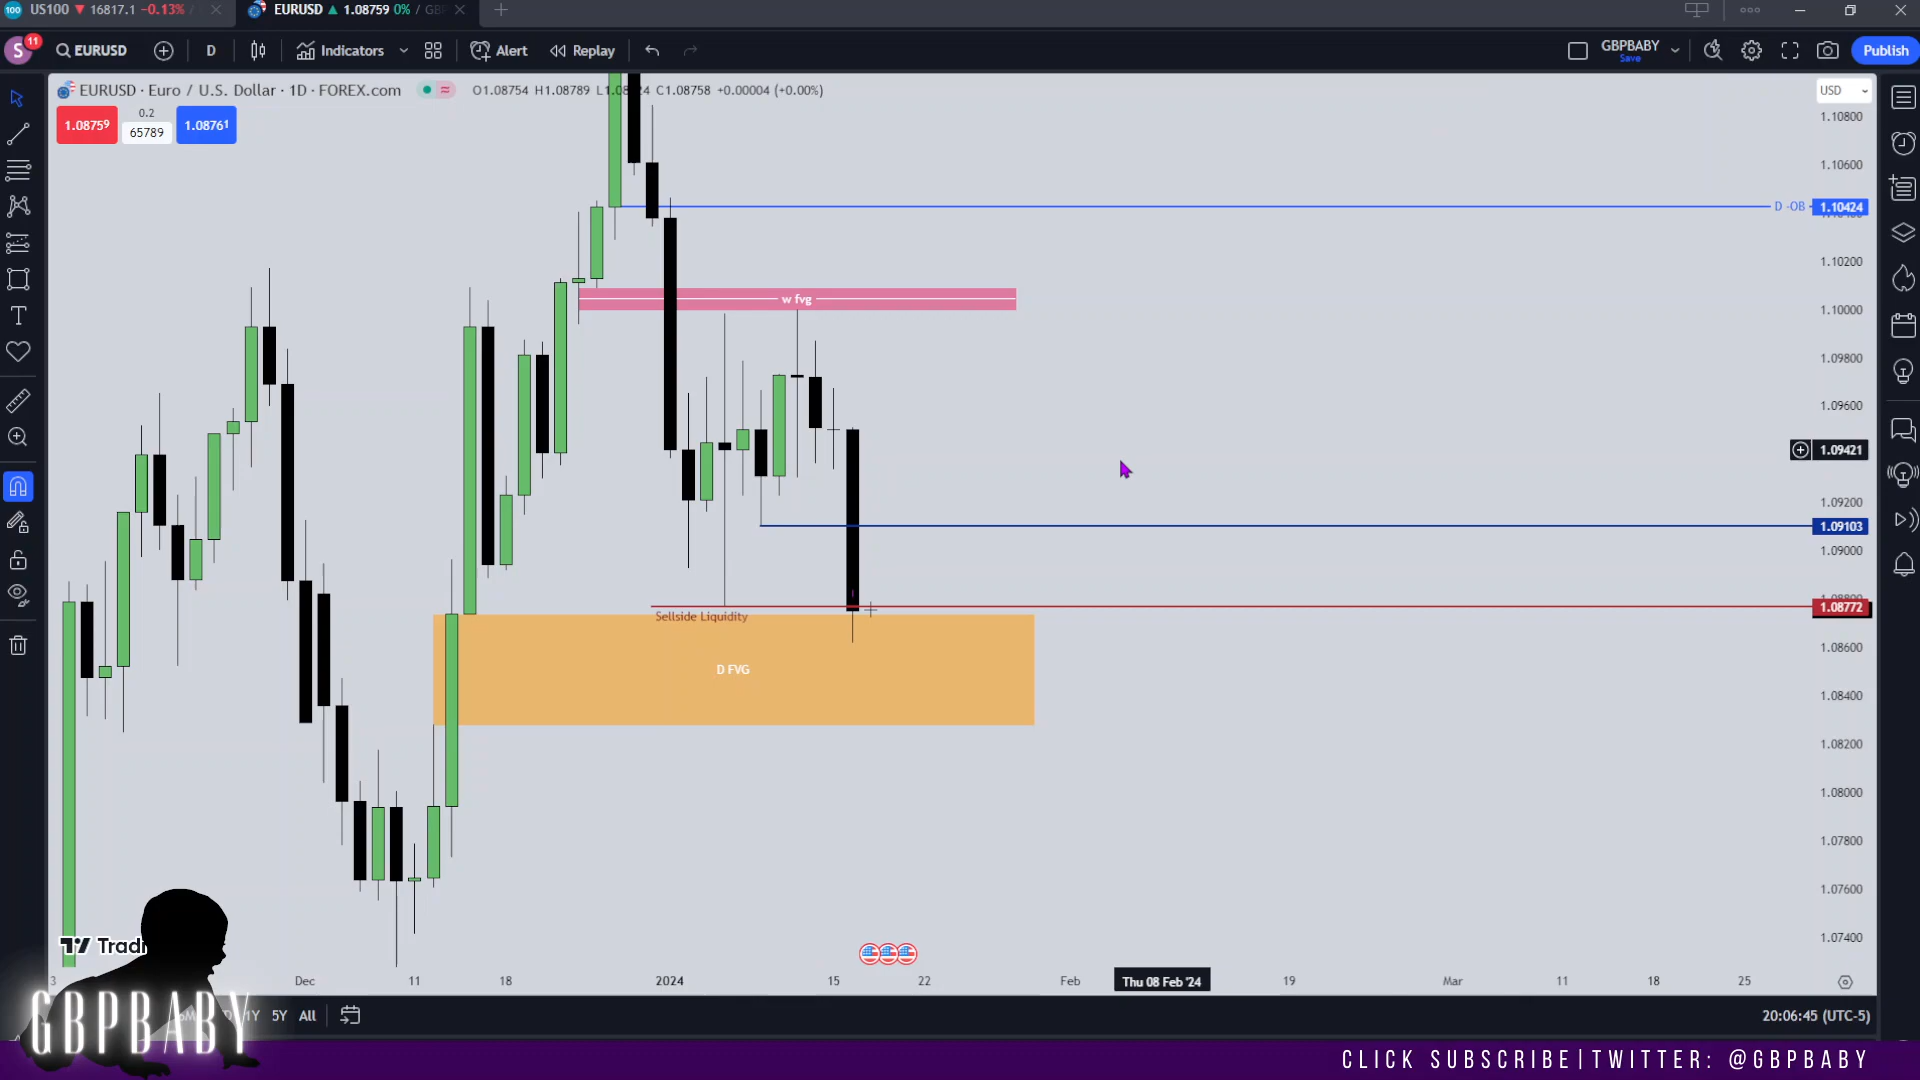 US100 ▼ 16817.1 -0.13% /
EURUSD ▲ 1.08759 0% / GBP
S 11 EURUSD D Indicators Alert Replay GBPBABY Save Publish
EURUSD · Euro / U.S. Dollar · 1D · FOREX.com O1.08754 H1.08789 C1.08758 +0.00004 (+0.00%) USD
1.08759 0.2 65789 1.08761
1.10800
1.10600
D -OB 1.10424
1.10200
w fvg
1.10000
1.09800
1.09600
1.09421
1.09200
1.09103
1.09000
1.08772
Sellside Liquidity
1.08600
D FVG
1.08400
1.08200
1.08000
1.07800
1.07600
1.07400
Dec 11 18 2024 15 22 Feb Thu 08 Feb '24 19 Mar 11 18 25
1Y 5Y All 20:06:45 (UTC-5)
GBPBABY
CLICK SUBSCRIBE|TWITTER: @GBPBABY